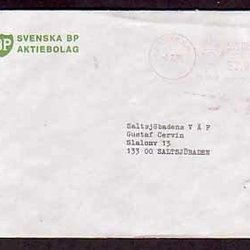 BP SVENSKA BP
AKTIEBOLAG
Saltsjöbadens V Ä F
Gustaf Cervin
Slalomv 13
133 00 SALTSJÖBADEN